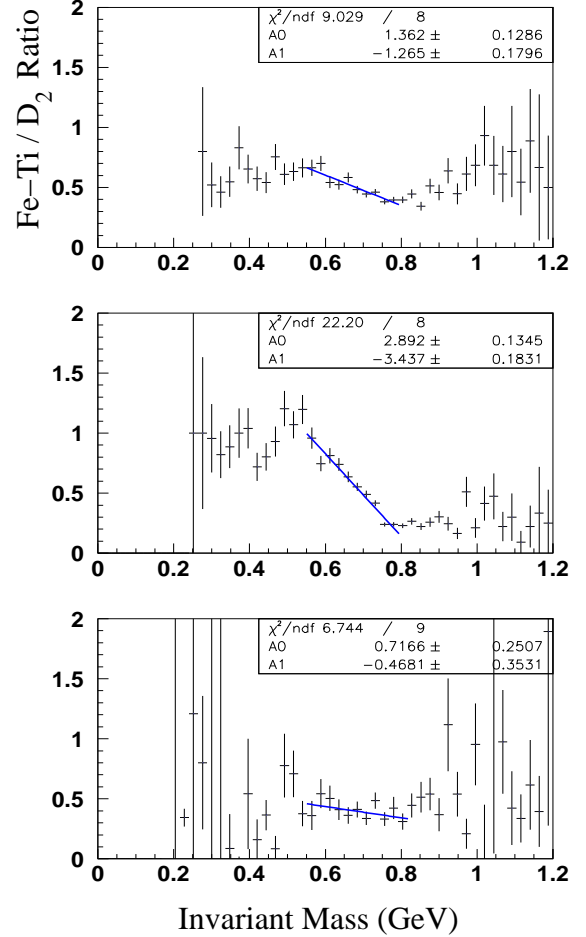 Fe−Ti / D2 Ratio
χ²/ndf 9.029 / 8
A0 1.362 ± 0.1286
A1 −1.265 ± 0.1796
2
1.5
1
0.5
0
0 0.2 0.4 0.6 0.8 1 1.2
χ²/ndf 22.20 / 8
A0 2.892 ± 0.1345
A1 −3.437 ± 0.1831
2
1.5
1
0.5
0
0 0.2 0.4 0.6 0.8 1 1.2
χ²/ndf 6.744 / 9
A0 0.7166 ± 0.2507
A1 −0.4681 ± 0.3531
2
1.5
1
0.5
0
0 0.2 0.4 0.6 0.8 1 1.2
Invariant Mass (GeV)